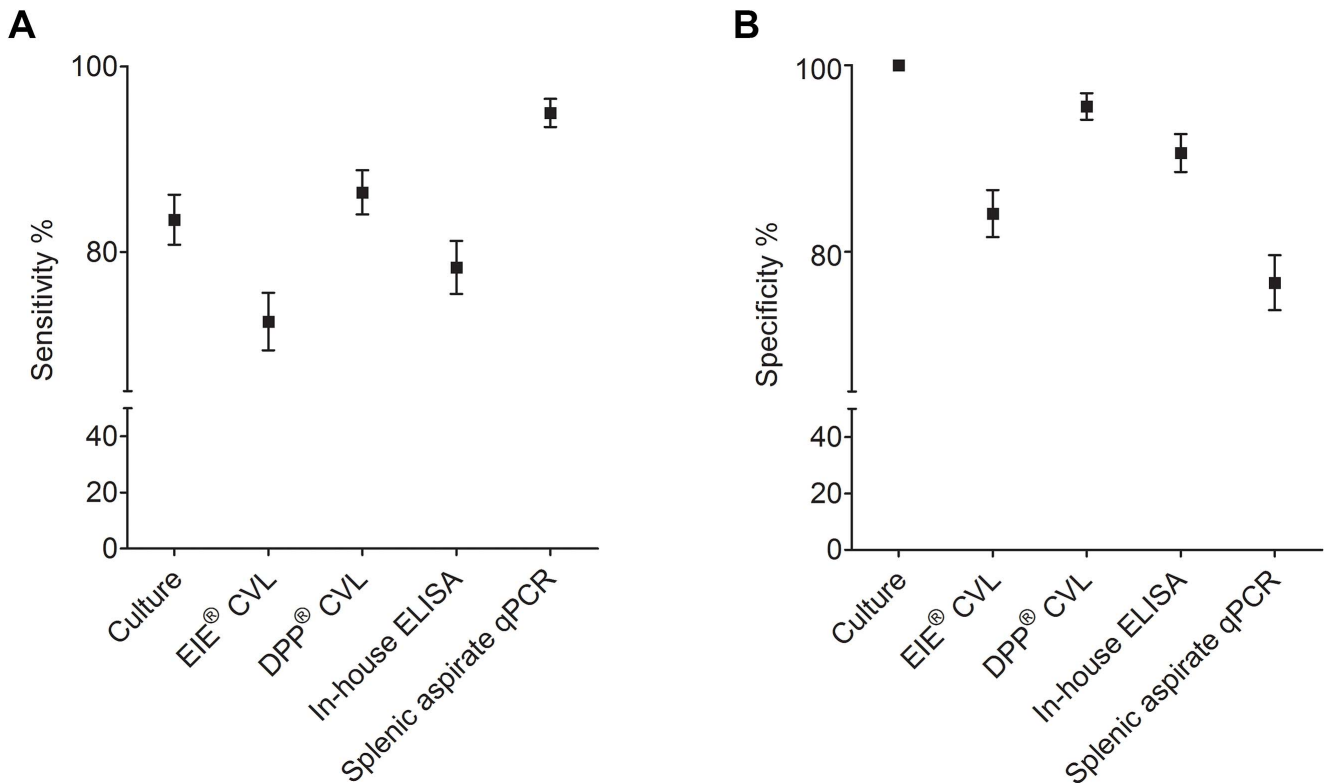 A
100
80
40
20
0
Sensitivity %
Culture
EIE® CVL
DPP® CVL
In-house ELISA
Splenic aspirate qPCR
B
100
80
40
20
0
Specificity %
Culture
EIE® CVL
DPP® CVL
In-house ELISA
Splenic aspirate qPCR